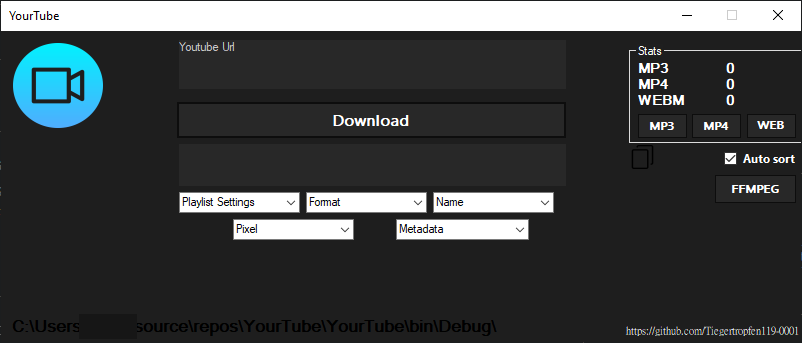 YourTube
Youtube Url
Download
Playlist Settings
Format
Name
Pixel
Metadata
Stats
MP3 0
MP4 0
WEBM 0
MP3
MP4
WEB
Auto sort
FFMPEG
C:\Users
source\repos\YourTube\YourTube\bin\Debug\
https://github.com/Tiegertropfen119-0001